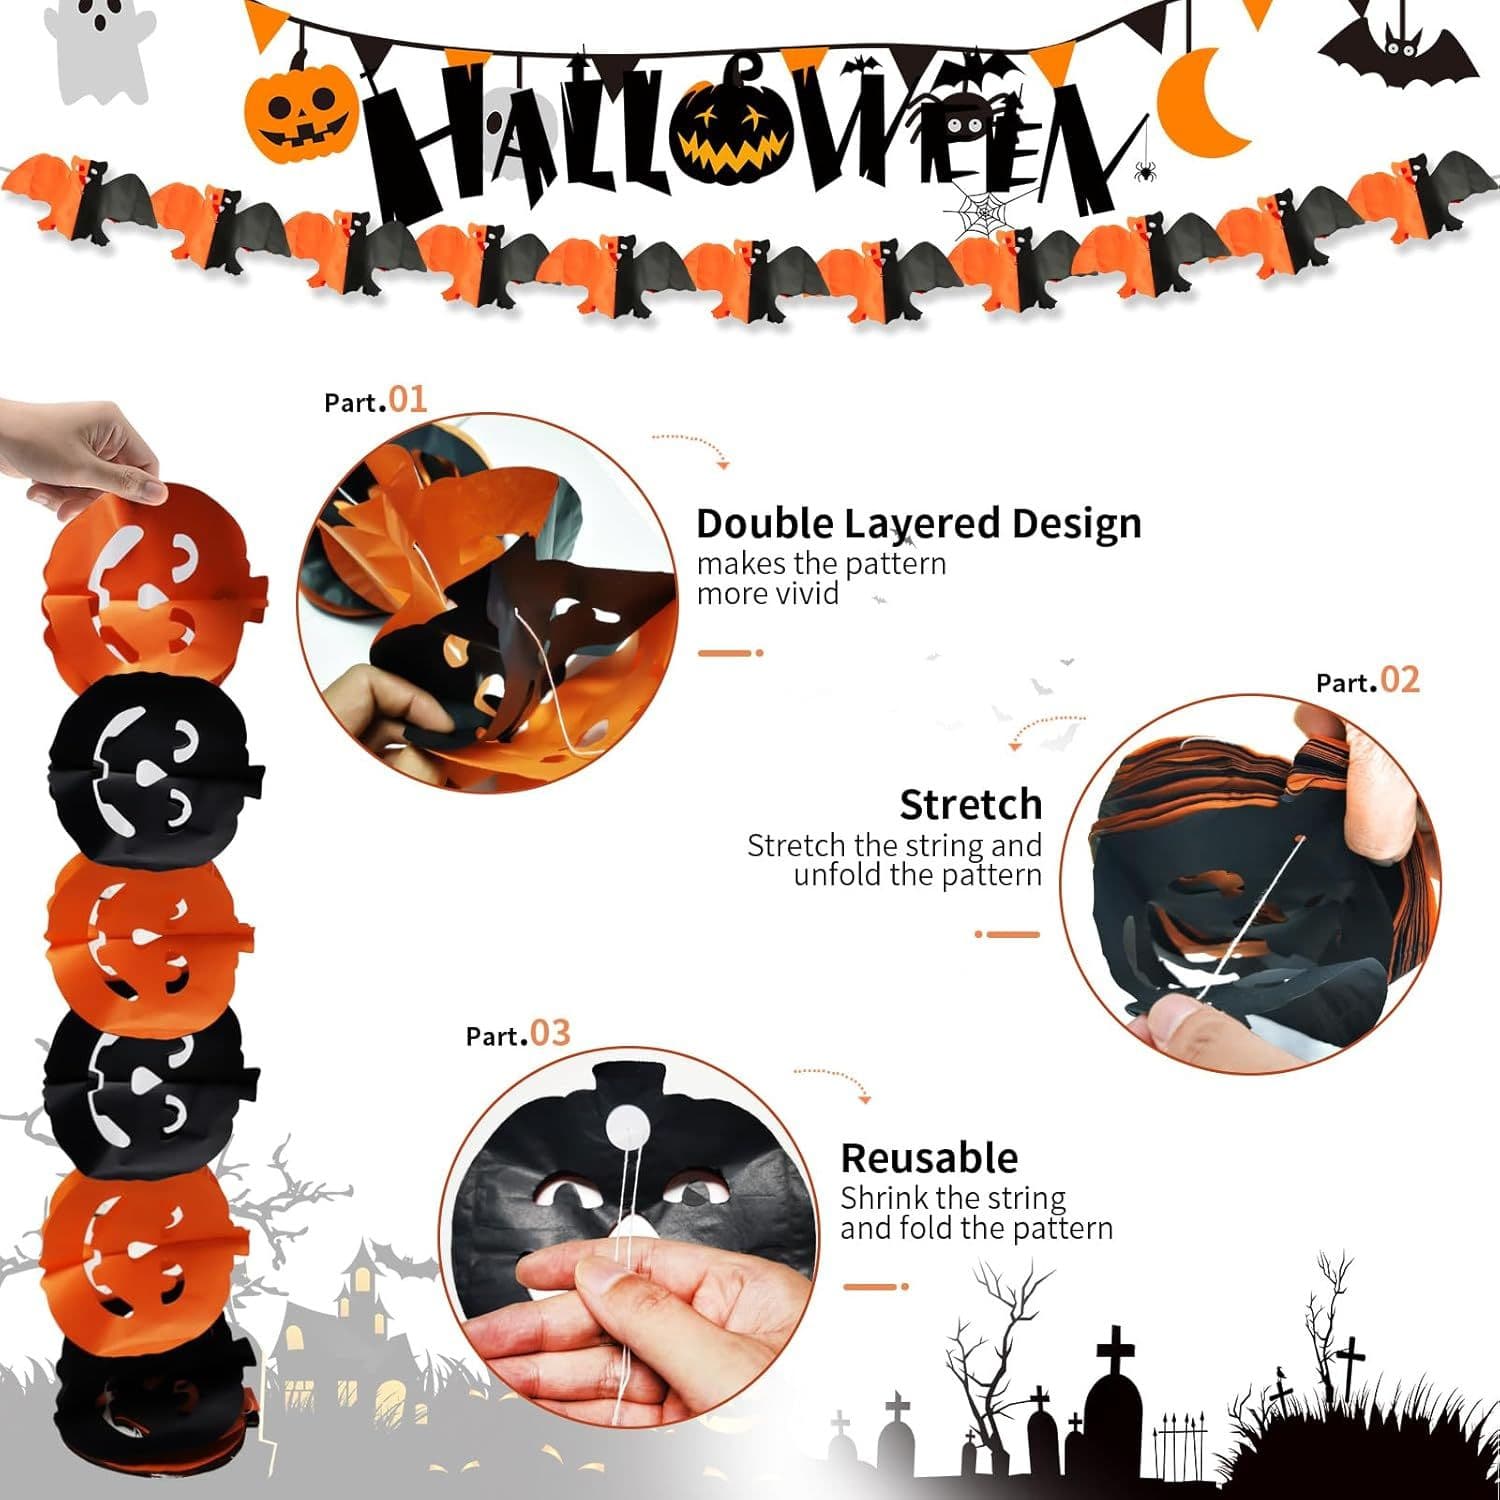 HALLOWEEN
Part.01
Double Layered Design
makes the pattern
more vivid
Part.02
Stretch
Stretch the string and
unfold the pattern
Part.03
Reusable
Shrink the string
and fold the pattern